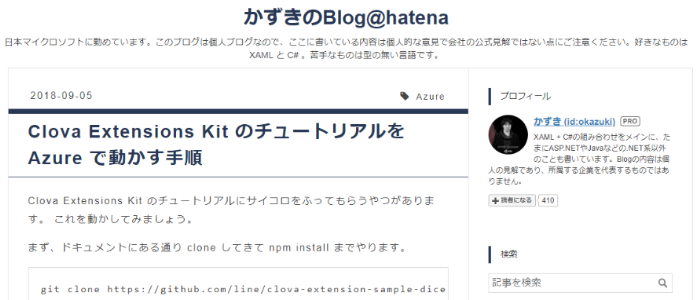 かずきのBlog@hatena
日本マイクロソフトに勤めています。このブログは個人ブログなので、ここに書いている内容は個人的な意見で会社の公式見解ではない点にご注意ください。好きなものは
XAML と C# 。苦手なものは型の無い言語です。
2018-09-05
Azure
Clova Extensions Kit のチュートリアルを
Azure で動かす手順
Clova Extensions Kit のチュートリアルにサイコロをふってもらうやつがありま
す。 これを動かしてみましょう。
まず、ドキュメントにある通り clone してきて npm install までやります。
git clone https://github.com/line/clova-extension-sample-dice
プロフィール
かずき (id:okazuki) PRO
XAML + C#の組み合わせをメインに、た
まにASP.NETやJavaなどの.NET系以外
のことも書いています。Blogの内容は個
人の見解であり、所属する企業を代表するものではあ
りません。
読者になる 410
検索
記事を検索